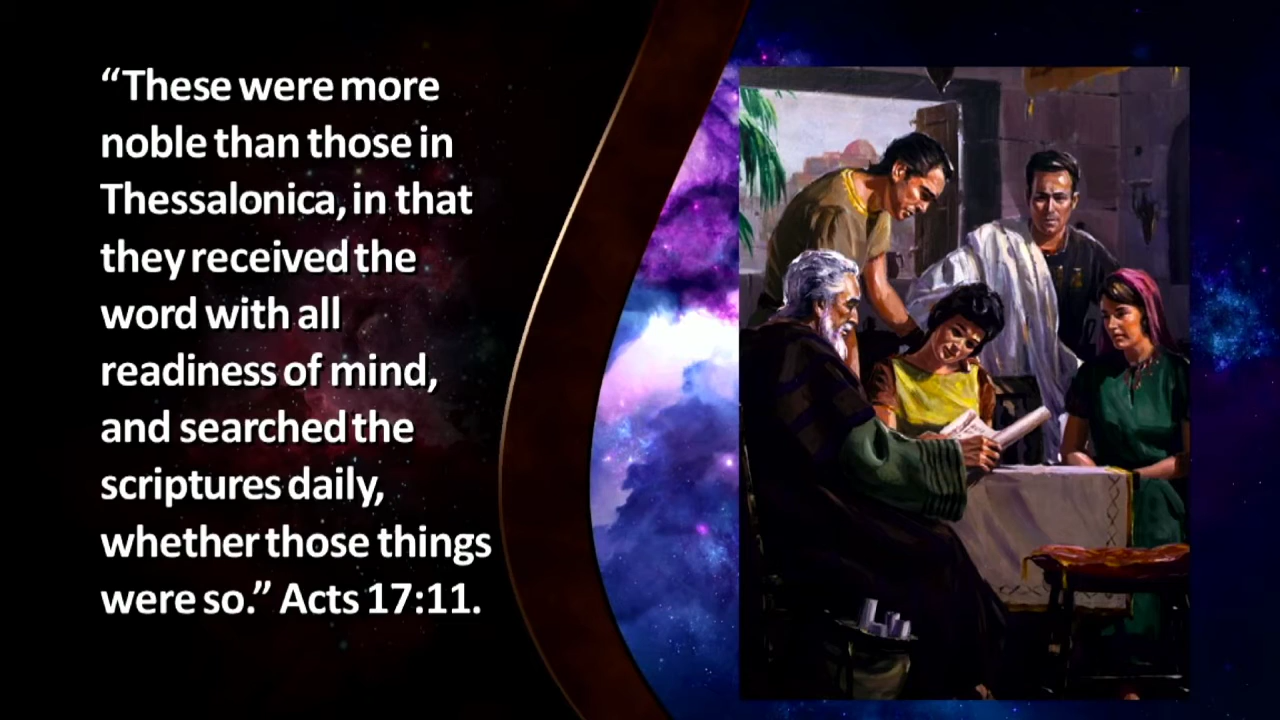 “These were more
noble than those in
Thessalonica, in that
they received the
word with all
readiness of mind,
and searched the
scriptures daily,
whether those things
were so.” Acts 17:11.